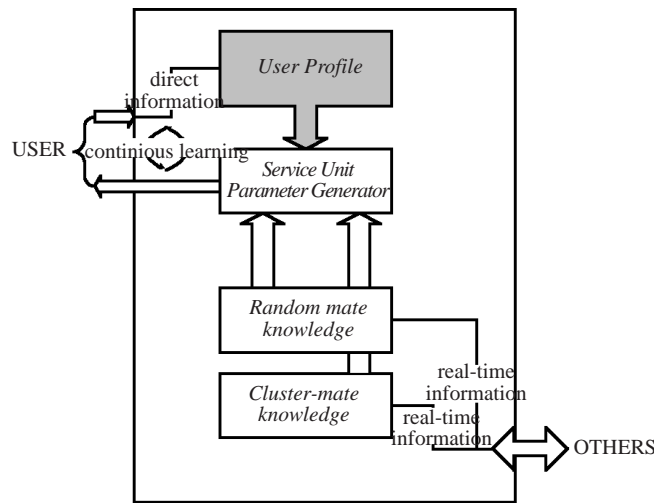 User Profile
direct
information
USER
continious learning
Service Unit
Parameter Generator
Random mate
knowledge
real-time
information
Cluster-mate
knowledge
real-time
information
OTHERS